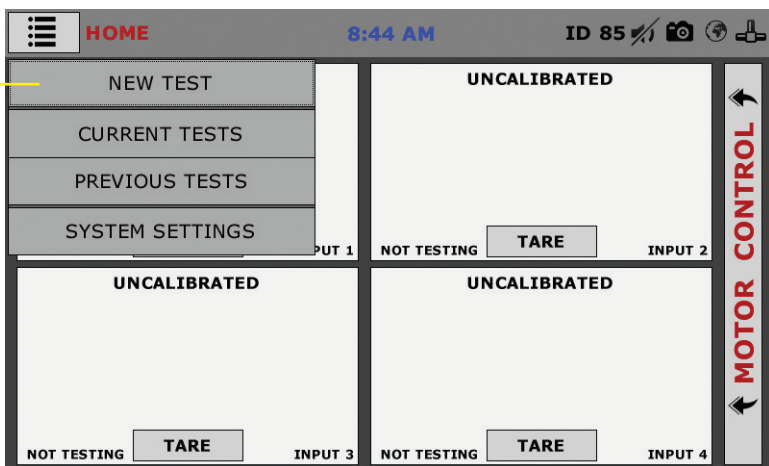 HOME 8:44 AM ID 85
NEW TEST
CURRENT TESTS
PREVIOUS TESTS
SYSTEM SETTINGS
PUT 1
UNCALIBRATED
NOT TESTING TARE INPUT 2
UNCALIBRATED
NOT TESTING TARE INPUT 3
UNCALIBRATED
NOT TESTING TARE INPUT 4
MOTOR CONTROL